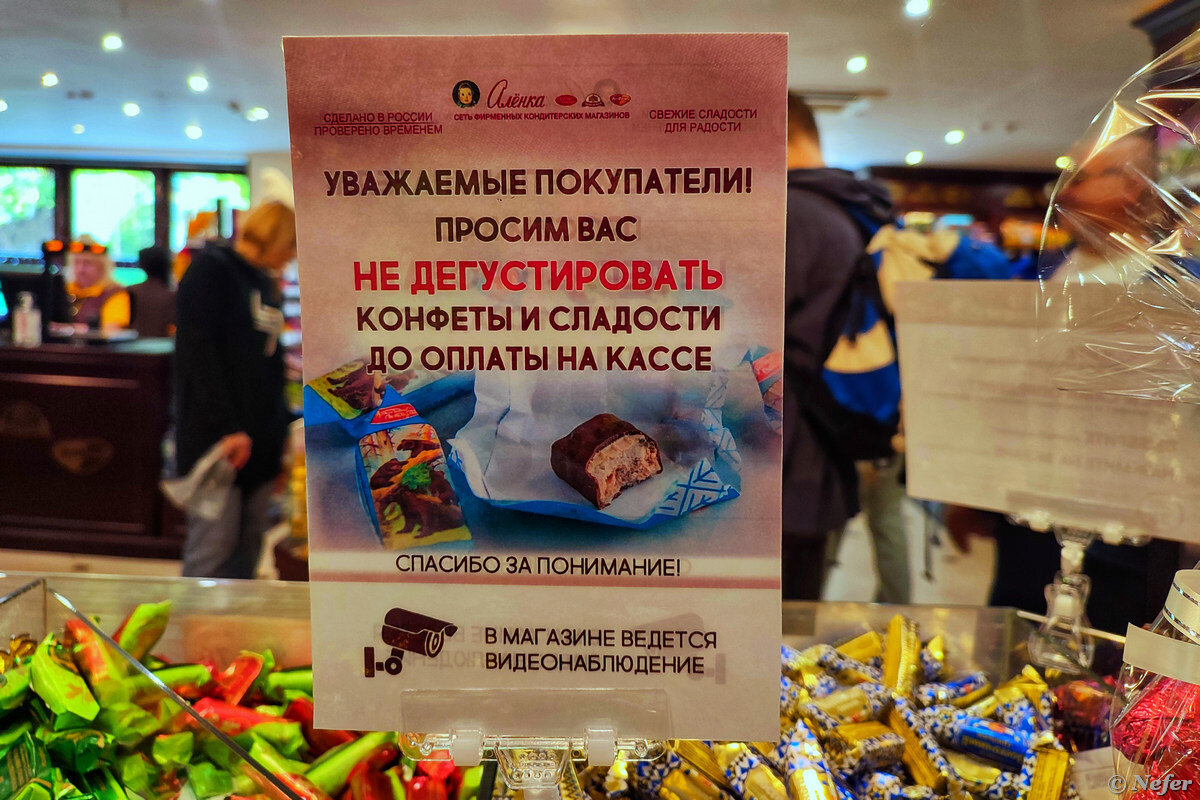 СДЕЛАНО В РОССИИ
ПРОВЕРЕНО ВРЕМЕНЕМ
Алёнка
СЕТЬ ФИРМЕННЫХ КОНДИТЕРСКИХ МАГАЗИНОВ
СВЕЖИЕ СЛАДОСТИ
ДЛЯ РАДОСТИ
УВАЖАЕМЫЕ ПОКУПАТЕЛИ!
ПРОСИМ ВАС
НЕ ДЕГУСТИРОВАТЬ
КОНФЕТЫ И СЛАДОСТИ
ДО ОПЛАТЫ НА КАССЕ
СПАСИБО ЗА ПОНИМАНИЕ!
В МАГАЗИНЕ ВЕДЕТСЯ
ВИДЕОНАБЛЮДЕНИЕ
© Nefer